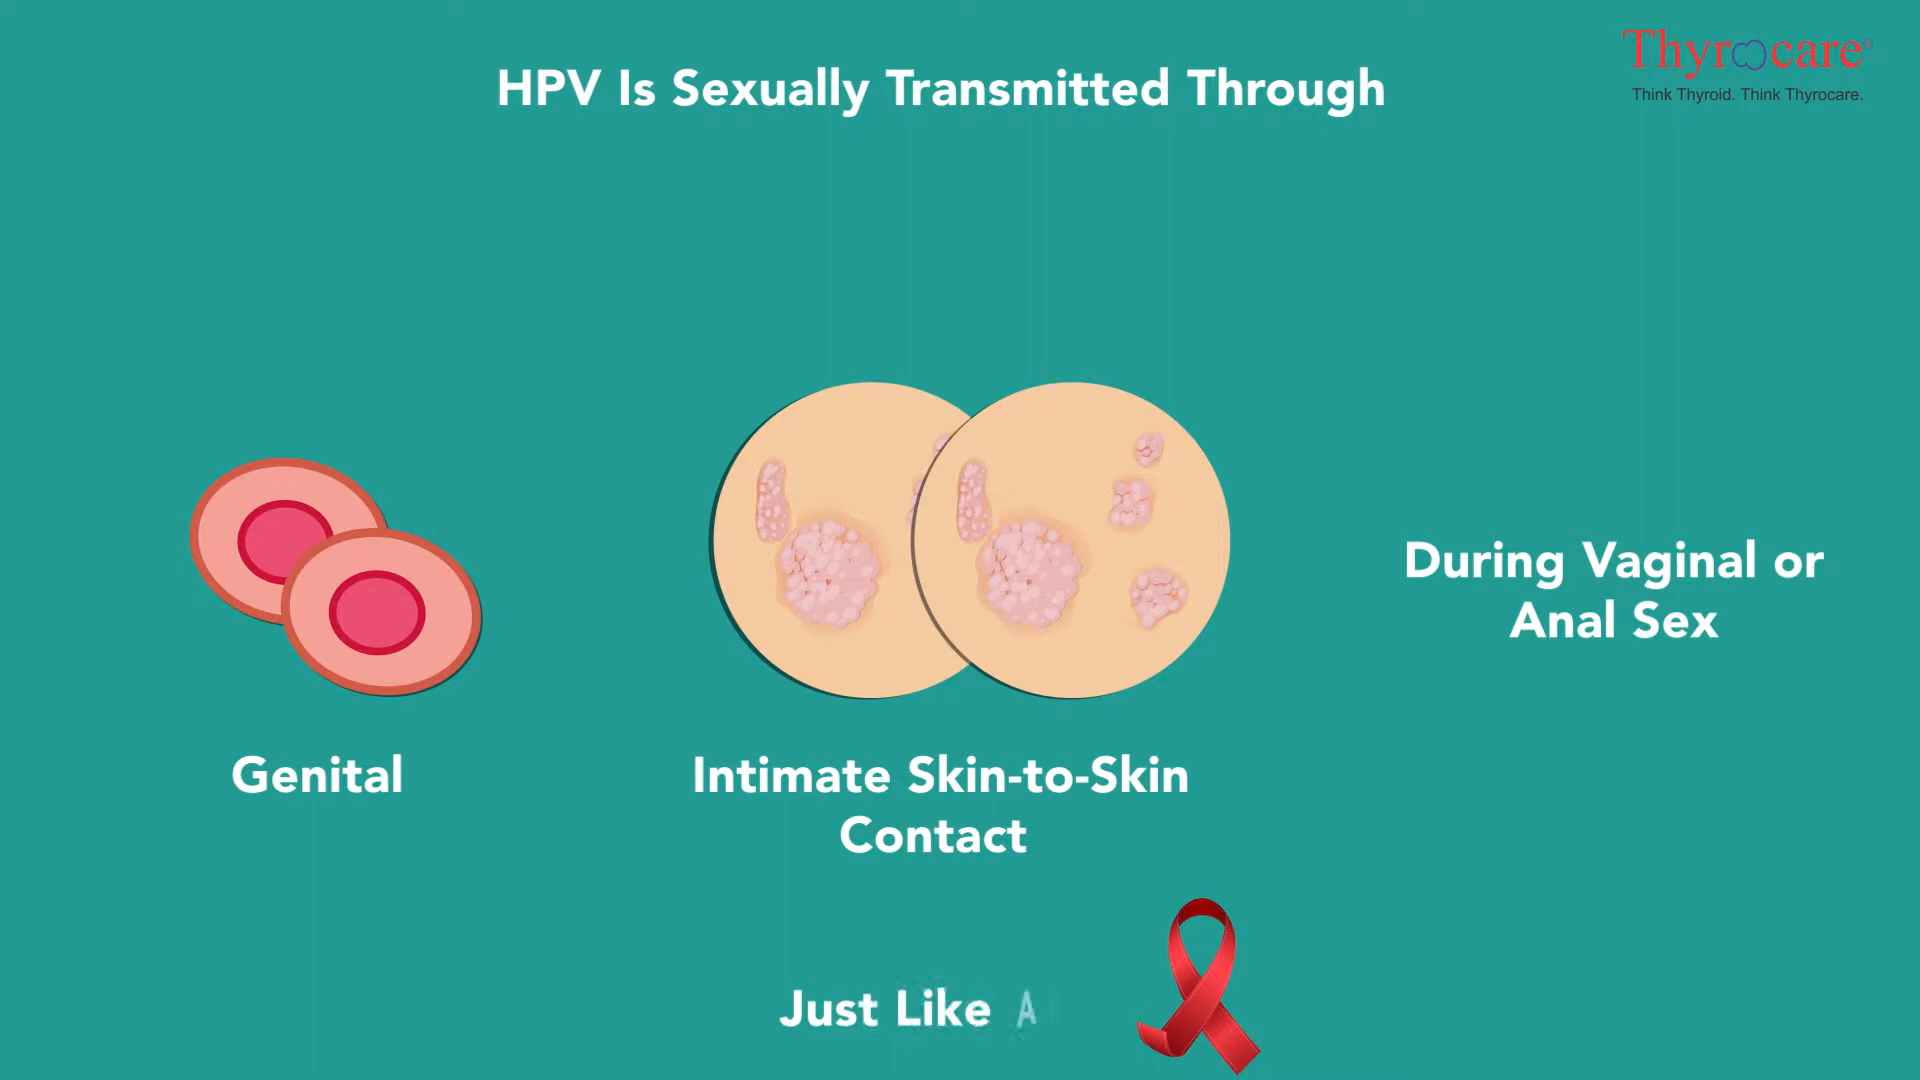 Thyrocare
Think Thyroid. Think Thyrocare.
HPV Is Sexually Transmitted Through
During Vaginal or
Anal Sex
Genital
Intimate Skin-to-Skin
Contact
Just Like A